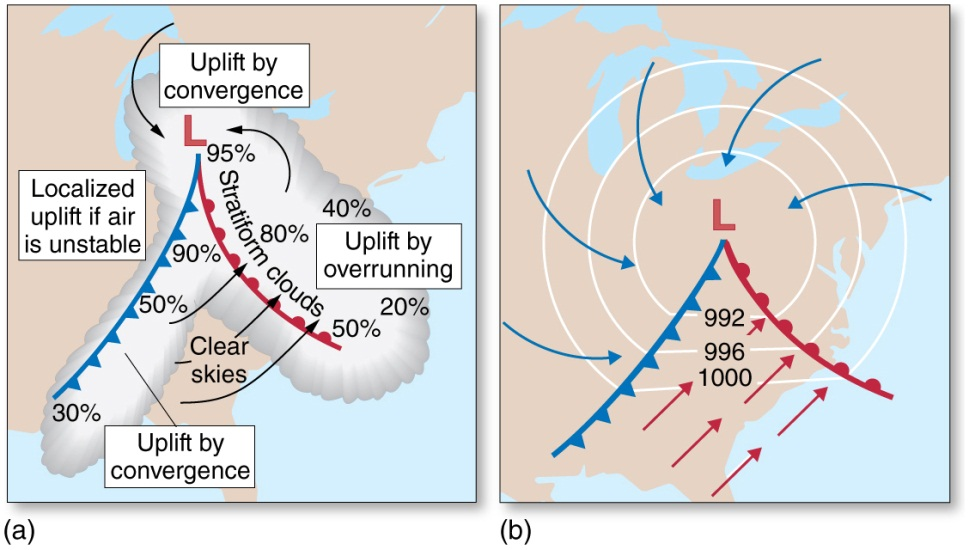 Uplift by
convergence
L
95%
Localized
uplift if air
is unstable
Stratiform clouds
40%
80%
Uplift by
overrunning
90%
50%
20%
50%
Clear
skies
30%
Uplift by
convergence
(a)
L
992
996
1000
(b)